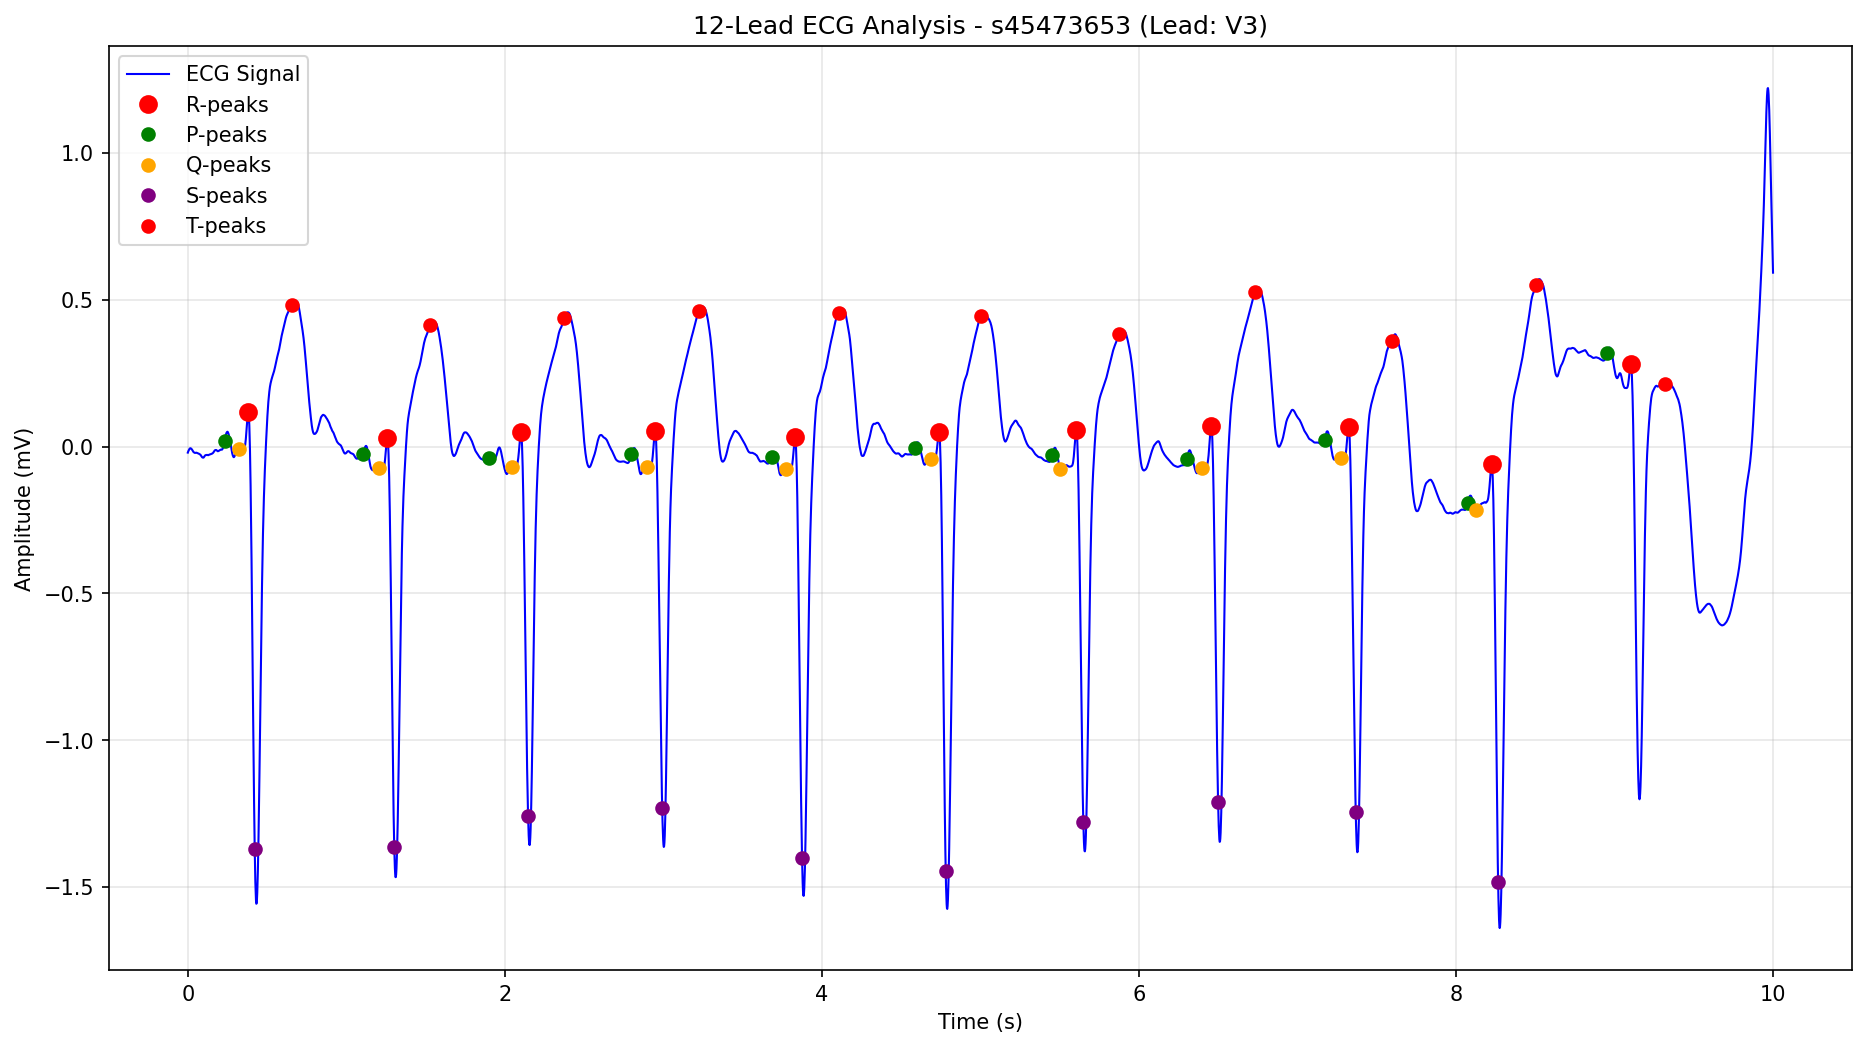 12-Lead ECG Analysis - s45473653 (Lead: V3)
ECG Signal
R-peaks
P-peaks
Q-peaks
S-peaks
T-peaks
Amplitude (mV)
1.0
0.5
0.0
−0.5
−1.0
−1.5
0 2 4 6 8 10
Time (s)